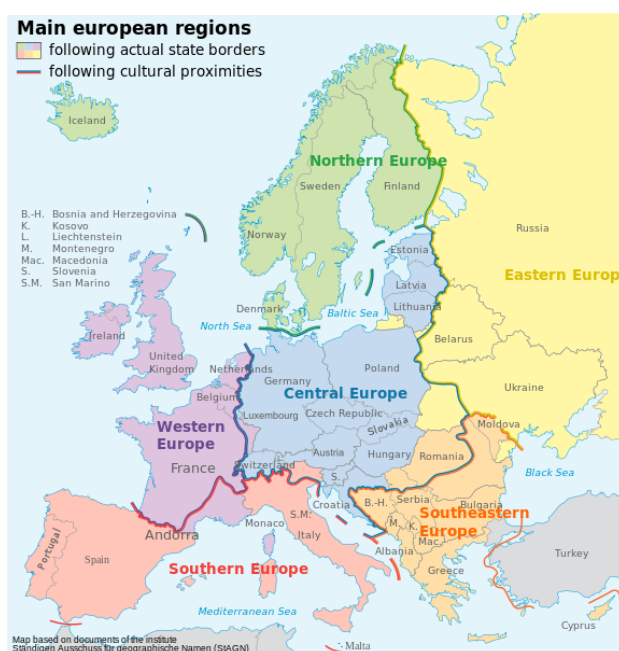 Main european regions
following actual state borders
following cultural proximities
Iceland
Northern Europe
Sweden
Finland
Norway
Russia
B.-H. Bosnia and Herzegovina
K. Kosovo
L. Liechtenstein
M. Montenegro
Mac. Macedonia
S. Slovenia
S.M. San Marino
Estonia
Latvia
Lithuania
Eastern Europ
Denmark
Baltic Sea
North Sea
Ireland
United
Kingdom
Netherlands
Belarus
Poland
Germany
Belgium
Central Europe
Ukraine
Luxembourg
Czech Republic
Slovakia
Moldova
Western
Europe
France
Austria
Hungary
Romania
Switzerland
S.
Black Sea
Croatia
B.-H.
Serbia
Bulgaria
Southeastern
Europe
M.
K.
Mac.
Andorra
Monaco
S.M.
Italy
Albania
Greece
Turkey
Portugal
Spain
Southern Europe
Mediterranean Sea
Cyprus
Malta
Map based on documents of the institute
Ständigen Ausschuss für geographische Namen (StAGN)